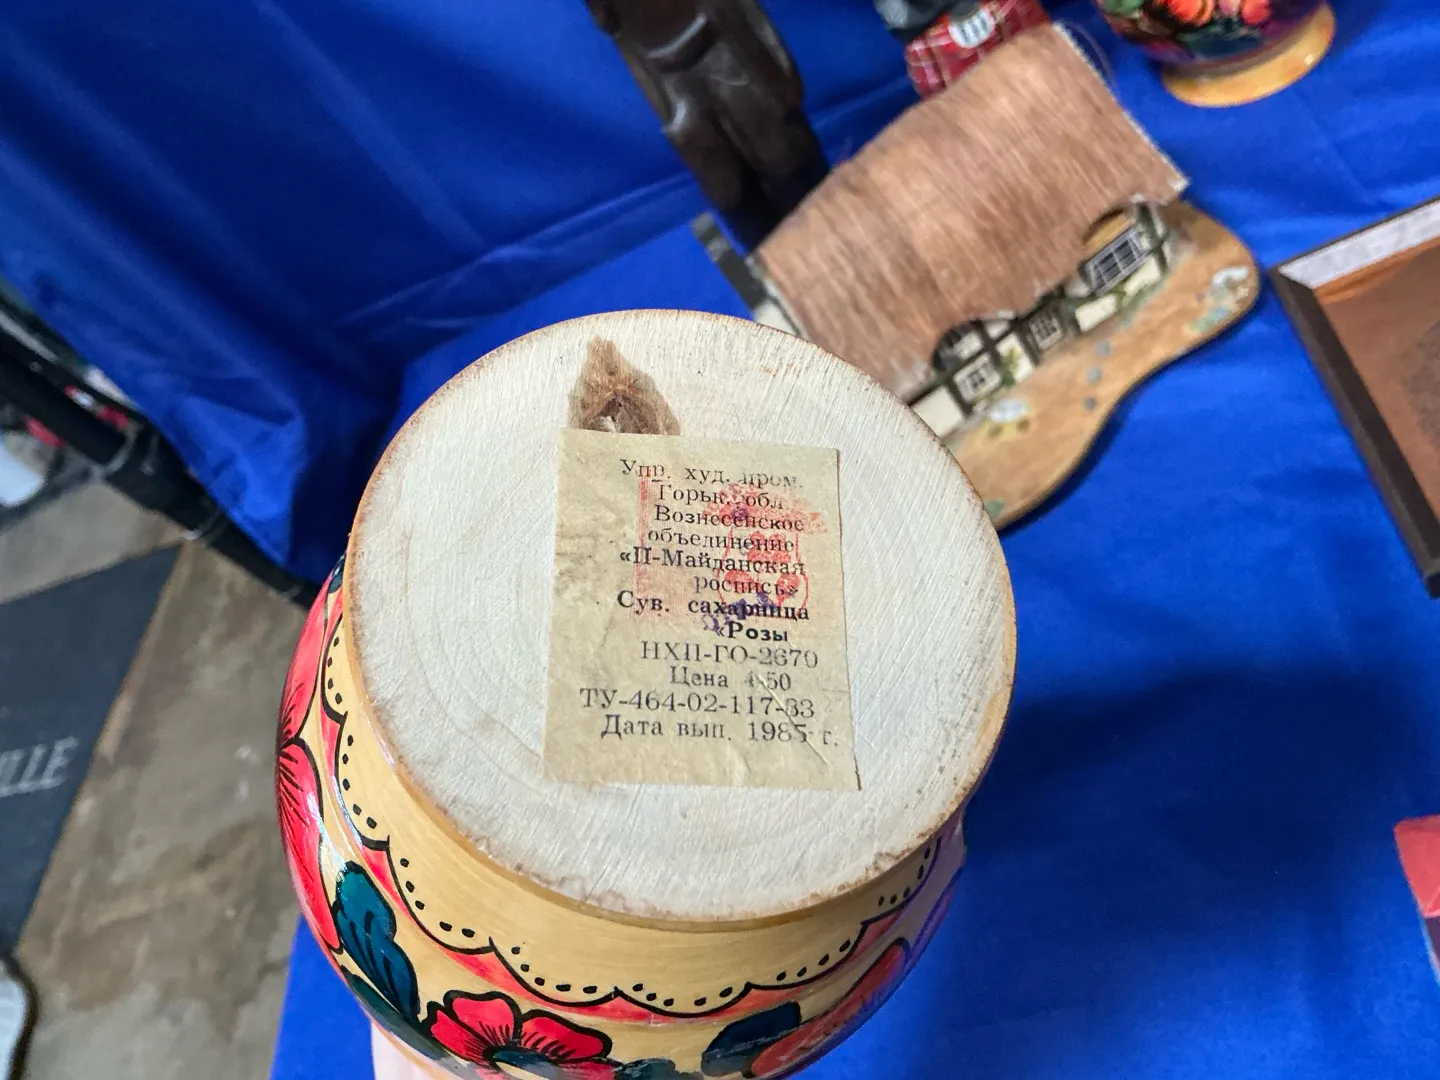 Упр. худ. пром.
Горьк. обл.
Вознесенское
объединение
«П-Майданская
роспись»
Сув. сахарница
«Розы
НХП-ГО-2670
Цена 4-50
ТУ-464-02-117-83
Дата вып. 1985 г.